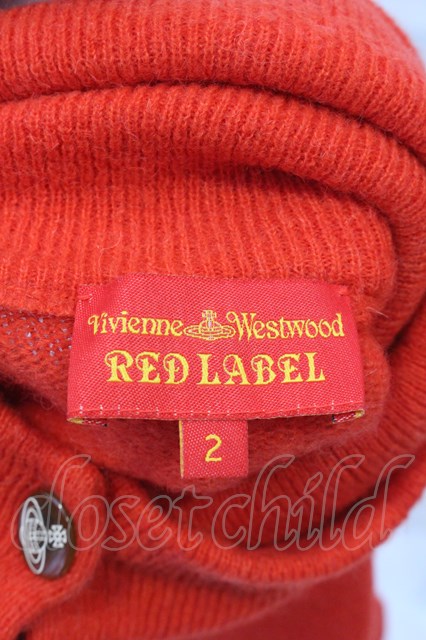 Vivienne Westwood
RED LABEL
2
closetchild